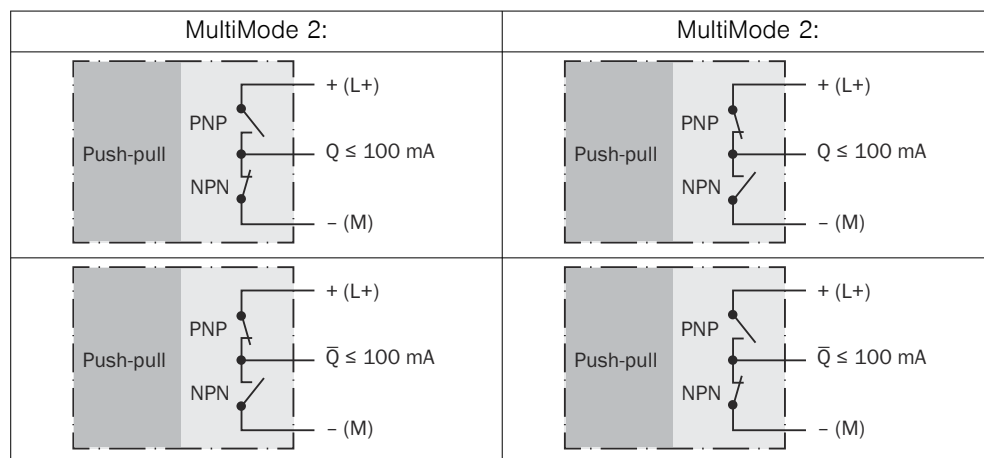 MultiMode 2:
MultiMode 2:
+ (L+)
PNP
Push-pull
Q ≤ 100 mA
NPN
– (M)
+ (L+)
PNP
Push-pull
Q ≤ 100 mA
NPN
– (M)
+ (L+)
PNP
Push-pull
Q̅ ≤ 100 mA
NPN
– (M)
+ (L+)
PNP
Push-pull
Q̅ ≤ 100 mA
NPN
– (M)